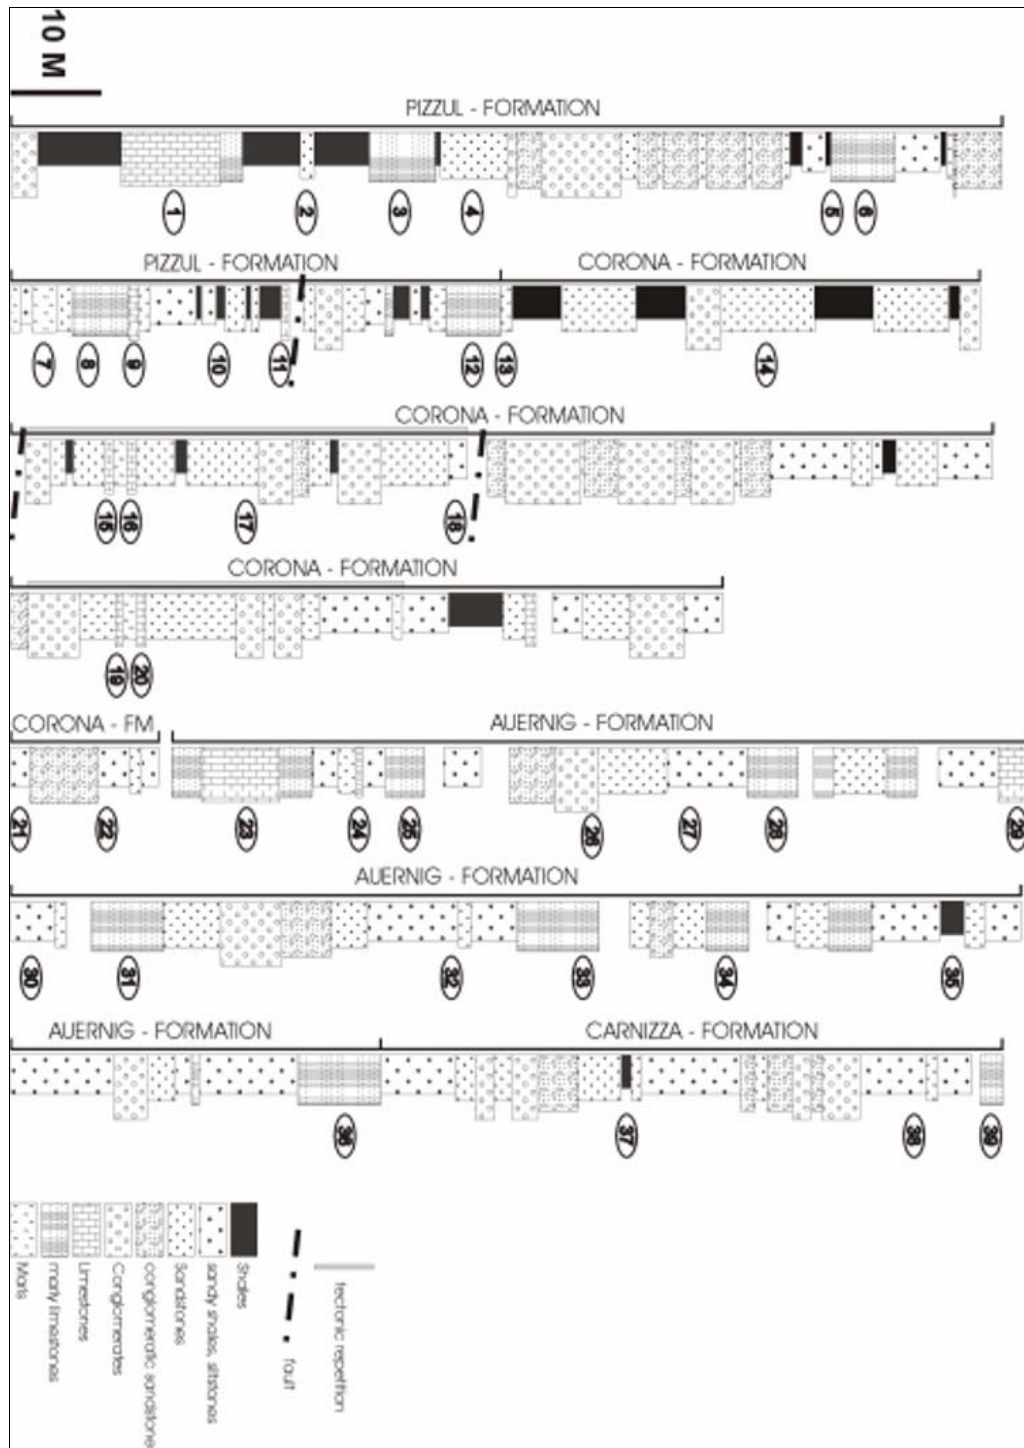 10 M
PIZZUL - FORMATION
1 2 3 4 5 6
PIZZUL - FORMATION CORONA - FORMATION
7 8 9 10 11 12 13 14
CORONA - FORMATION
15 16 17 18
CORONA - FORMATION
19 20
CORONA - FM AUERNIG - FORMATION
21 22 23 24 25 26 27 28 29
AUERNIG - FORMATION
30 31 32 33 34 35
AUERNIG - FORMATION CARNIZZA - FORMATION
36 37 38 39
tectonic repetition
fault
Shales
sandy shales, siltstones
Sandstones
conglomeratic sandstone
Conglomerates
Limestones
marly limestones
Marls